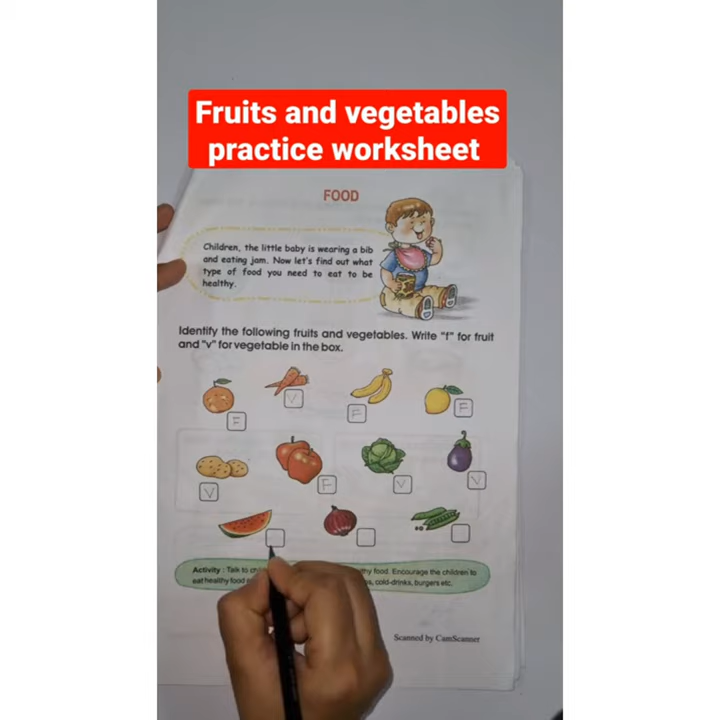 Fruits and vegetables
practice worksheet
FOOD
Children, the little baby is wearing a bib
and eating jam. Now let's find out what
type of food you need to eat to be
healthy.
Identify the following fruits and vegetables. Write "f" for fruit
and "v" for vegetable in the box.
F
V
F
F
V
F
V
V
Activity : Talk to hy food. Encourage the children to
eat healthy food cold-drinks, burgers etc.
Scanned by CamScanner